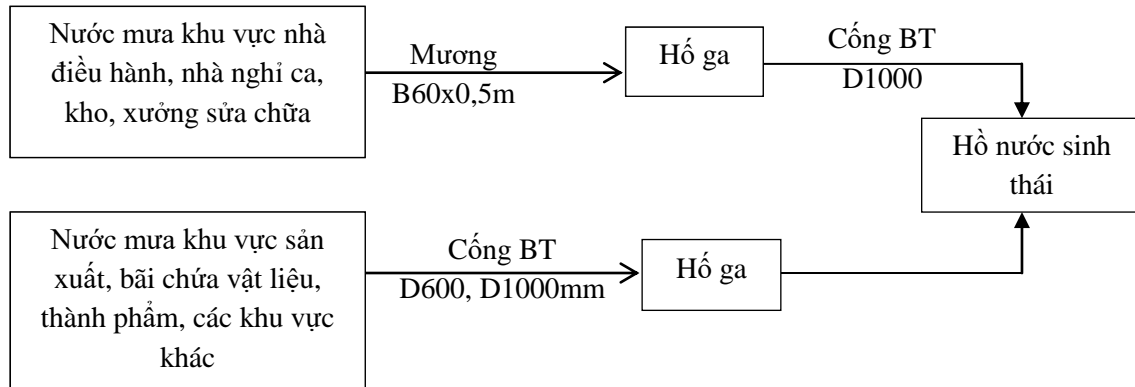 Nước mưa khu vực nhà
điều hành, nhà nghỉ ca,
kho, xưởng sửa chữa
Mương
B60x0,5m
Hố ga
Cống BT
D1000
Hồ nước sinh
thái
Nước mưa khu vực sản
xuất, bãi chứa vật liệu,
thành phẩm, các khu vực
khác
Cống BT
D600, D1000mm
Hố ga